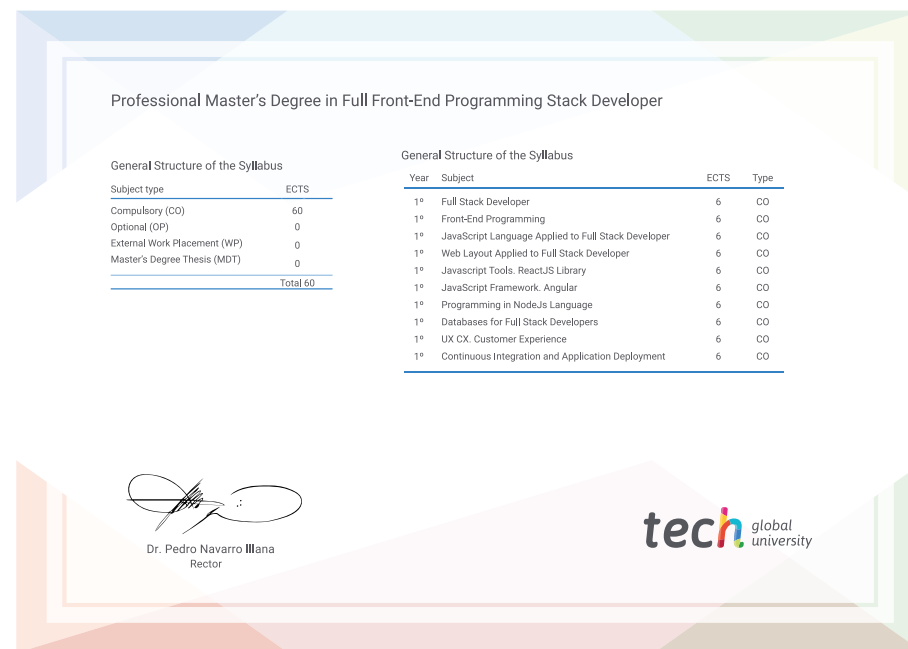 Professional Master's Degree in Full Front-End Programming Stack Developer
General Structure of the Syllabus
Subject type ECTS
Compulsory (CO) 60
Optional (OP) 0
External Work Placement (WP) 0
Master's Degree Thesis (MDT) 0
Total 60
General Structure of the Syllabus
Year Subject ECTS Type
1º Full Stack Developer 6 CO
1º Front-End Programming 6 CO
1º JavaScript Language Applied to Full Stack Developer 6 CO
1º Web Layout Applied to Full Stack Developer 6 CO
1º Javascript Tools. ReactJS Library 6 CO
1º JavaScript Framework. Angular 6 CO
1º Programming in NodeJs Language 6 CO
1º Databases for Full Stack Developers 6 CO
1º UX CX. Customer Experience 6 CO
1º Continuous Integration and Application Deployment 6 CO
Dr. Pedro Navarro Illana
Rector
tech global
university